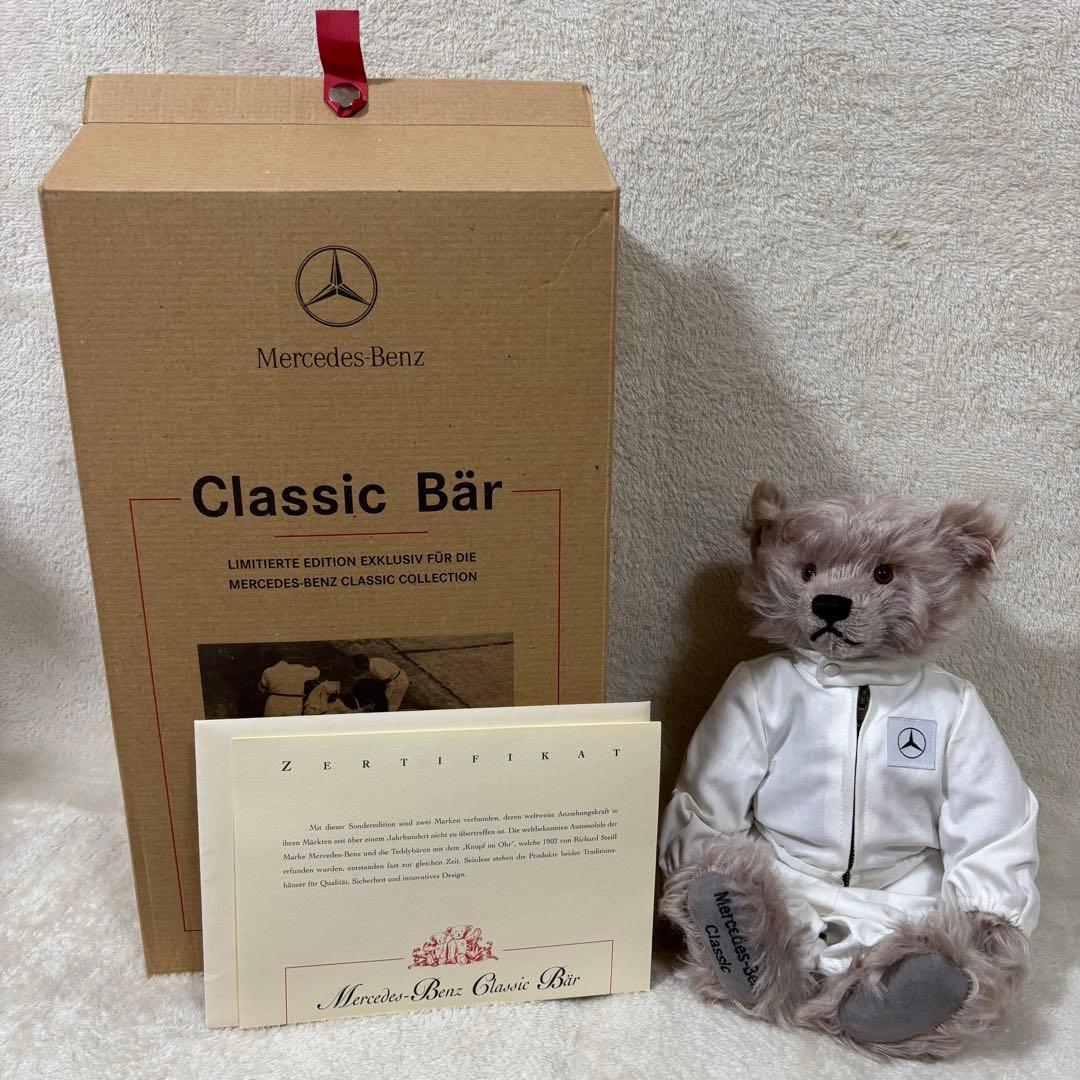 Mercedes-Benz
Classic Bär
LIMITIERTE EDITION EXKLUSIV FÜR DIE
MERCEDES-BENZ CLASSIC COLLECTION
ZERTIFIKAT
Mit dieser Sonderedition sind zwei Marken verbunden, deren weltweite Anziehungskraft in
ihren Märkten seit über einem Jahrhundert nicht zu übertreffen ist. Die weltbekannten Automobile der
Marke Mercedes-Benz und die Teddybären mit dem „Knopf im Ohr", welche 1902 von Richard Steiff
erfunden wurden, entstanden fast zur gleichen Zeit. Seitdem stehen die Produkte beider Traditions-
häuser für Qualität, Sicherheit und innovatives Design.
Mercedes-Benz Classic Bär
Mercedes-Be
Classic